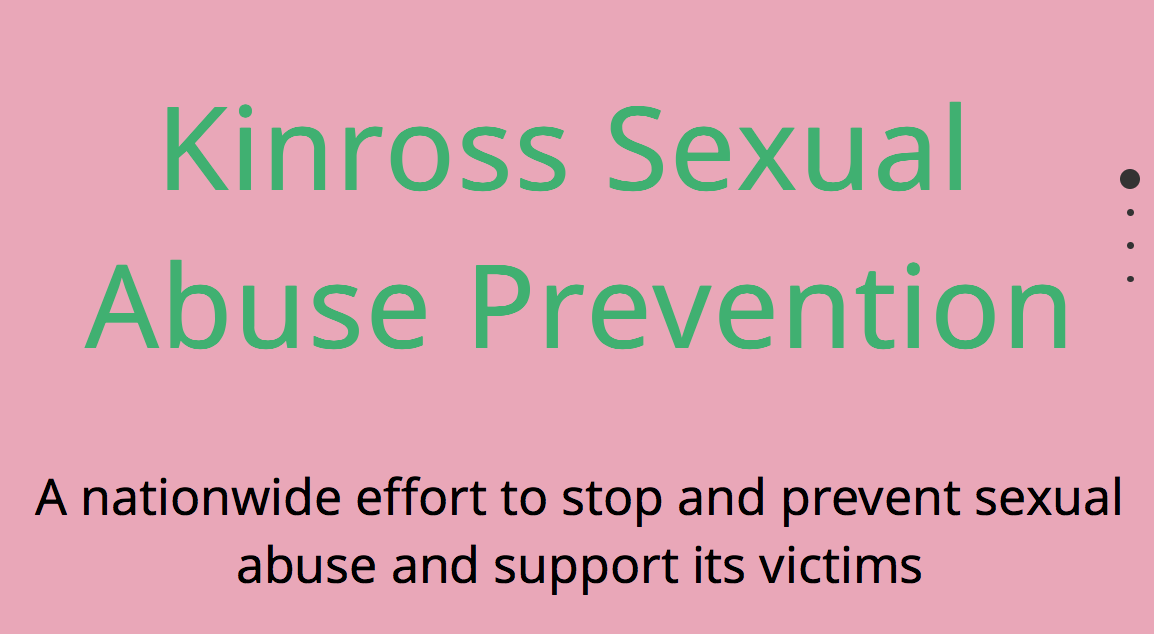 Kinross Sexual
Abuse Prevention
A nationwide effort to stop and prevent sexual
abuse and support its victims